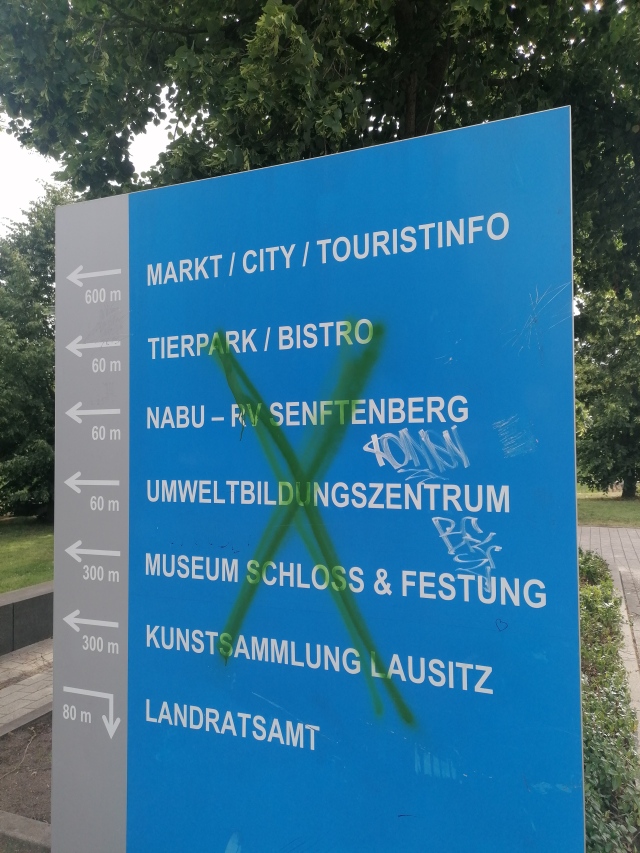 MARKT / CITY / TOURISTINFO
600 m
TIERPARK / BISTRO
60 m
NABU – RV SENFTENBERG
60 m
UMWELTBILDUNGSZENTRUM
60 m
MUSEUM SCHLOSS & FESTUNG
300 m
KUNSTSAMMLUNG LAUSITZ
300 m
LANDRATSAMT
80 m